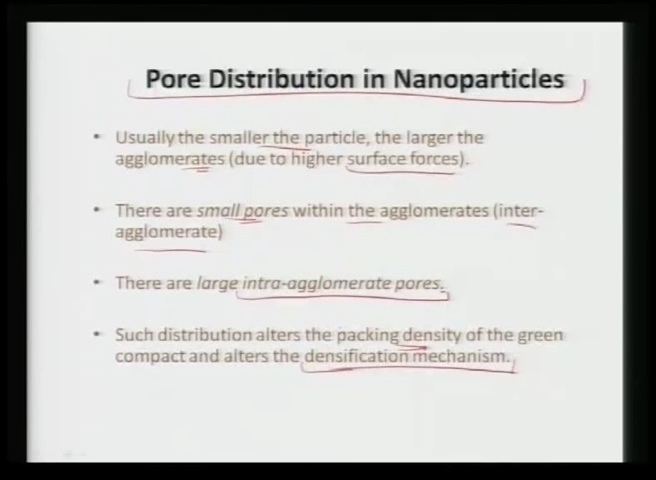 Pore Distribution in Nanoparticles
• Usually the smaller the particle, the larger the
agglomerates (due to higher surface forces).
• There are small pores within the agglomerates (inter-
agglomerate)
• There are large intra-agglomerate pores.
• Such distribution alters the packing density of the green
compact and alters the densification mechanism.